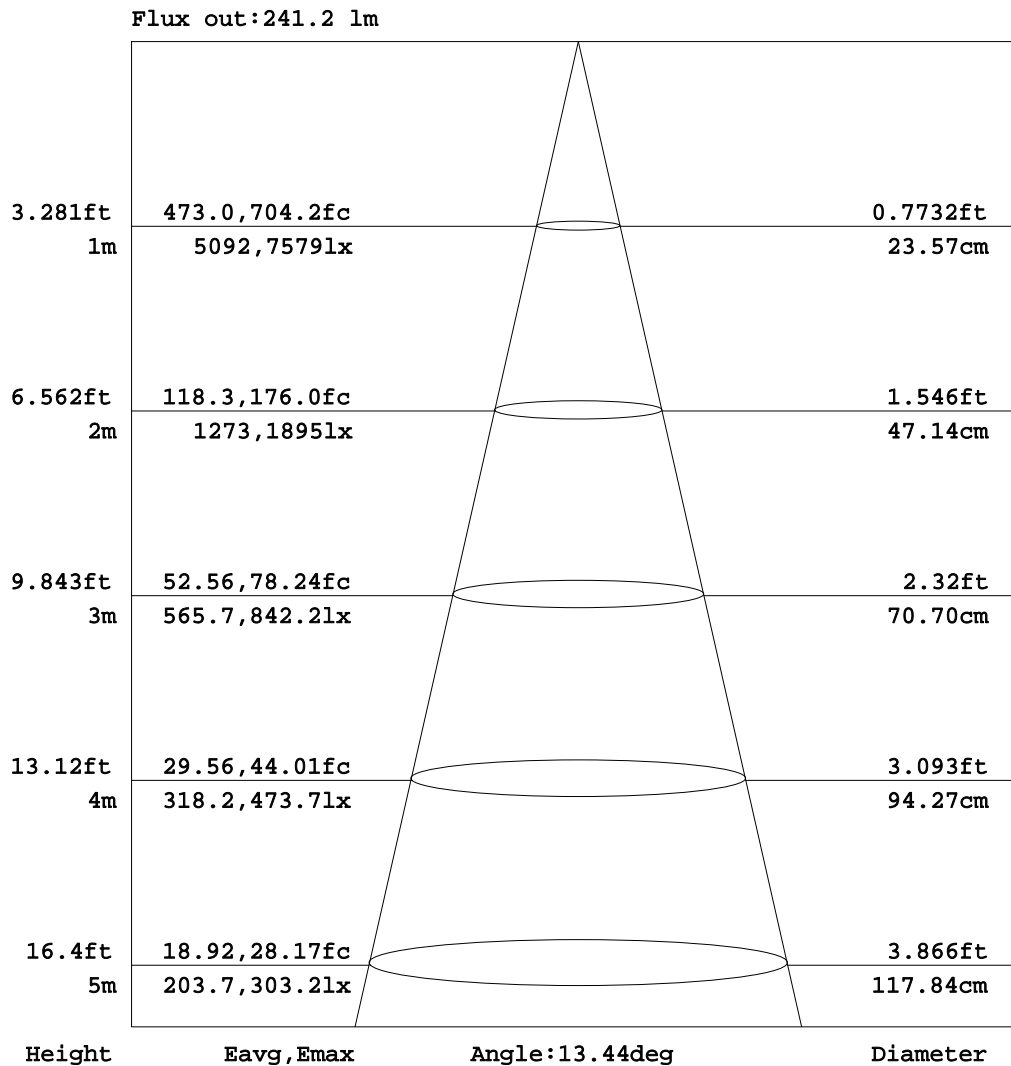 Flux out:241.2 lm
3.281ft 473.0,704.2fc 0.7732ft
1m 5092,7579lx 23.57cm
6.562ft 118.3,176.0fc 1.546ft
2m 1273,1895lx 47.14cm
9.843ft 52.56,78.24fc 2.32ft
3m 565.7,842.2lx 70.70cm
13.12ft 29.56,44.01fc 3.093ft
4m 318.2,473.7lx 94.27cm
16.4ft 18.92,28.17fc 3.866ft
5m 203.7,303.2lx 117.84cm
Height Eavg,Emax Angle:13.44deg Diameter